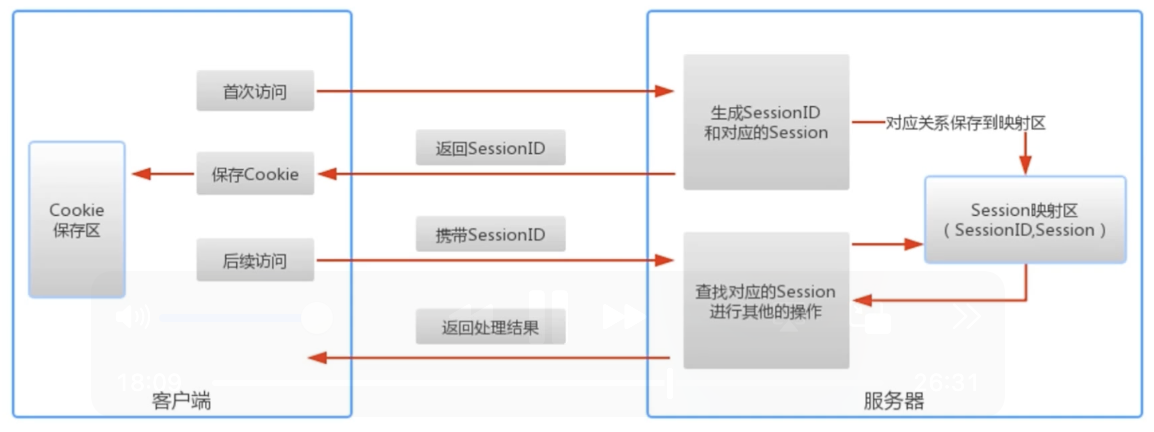 首次访问
生成SessionID
和对应的Session
对应关系保存到映射区
返回SessionID
保存Cookie
Cookie
保存区
Session映射区
（SessionID,Session）
携带SessionID
后续访问
查找对应的Session
进行其他的操作
返回处理结果
18:09
26:31
客户端
服务器